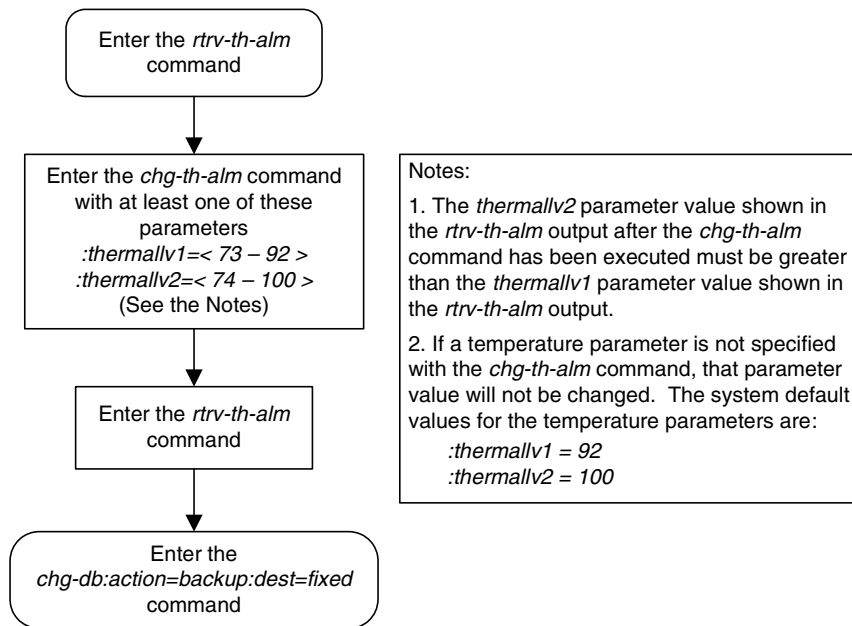 Enter the rtrv-th-alm
command
Enter the chg-th-alm command
with at least one of these
parameters
:thermallv1=< 73 – 92 >
:thermallv2=< 74 – 100 >
(See the Notes)
Enter the rtrv-th-alm
command
Enter the
chg-db:action=backup:dest=fixed
command
Notes:
1. The thermallv2 parameter value shown in
the rtrv-th-alm output after the chg-th-alm
command has been executed must be greater
than the thermallv1 parameter value shown in
the rtrv-th-alm output.
2. If a temperature parameter is not specified
with the chg-th-alm command, that parameter
value will not be changed.  The system default
values for the temperature parameters are:
:thermallv1 = 92
:thermallv2 = 100